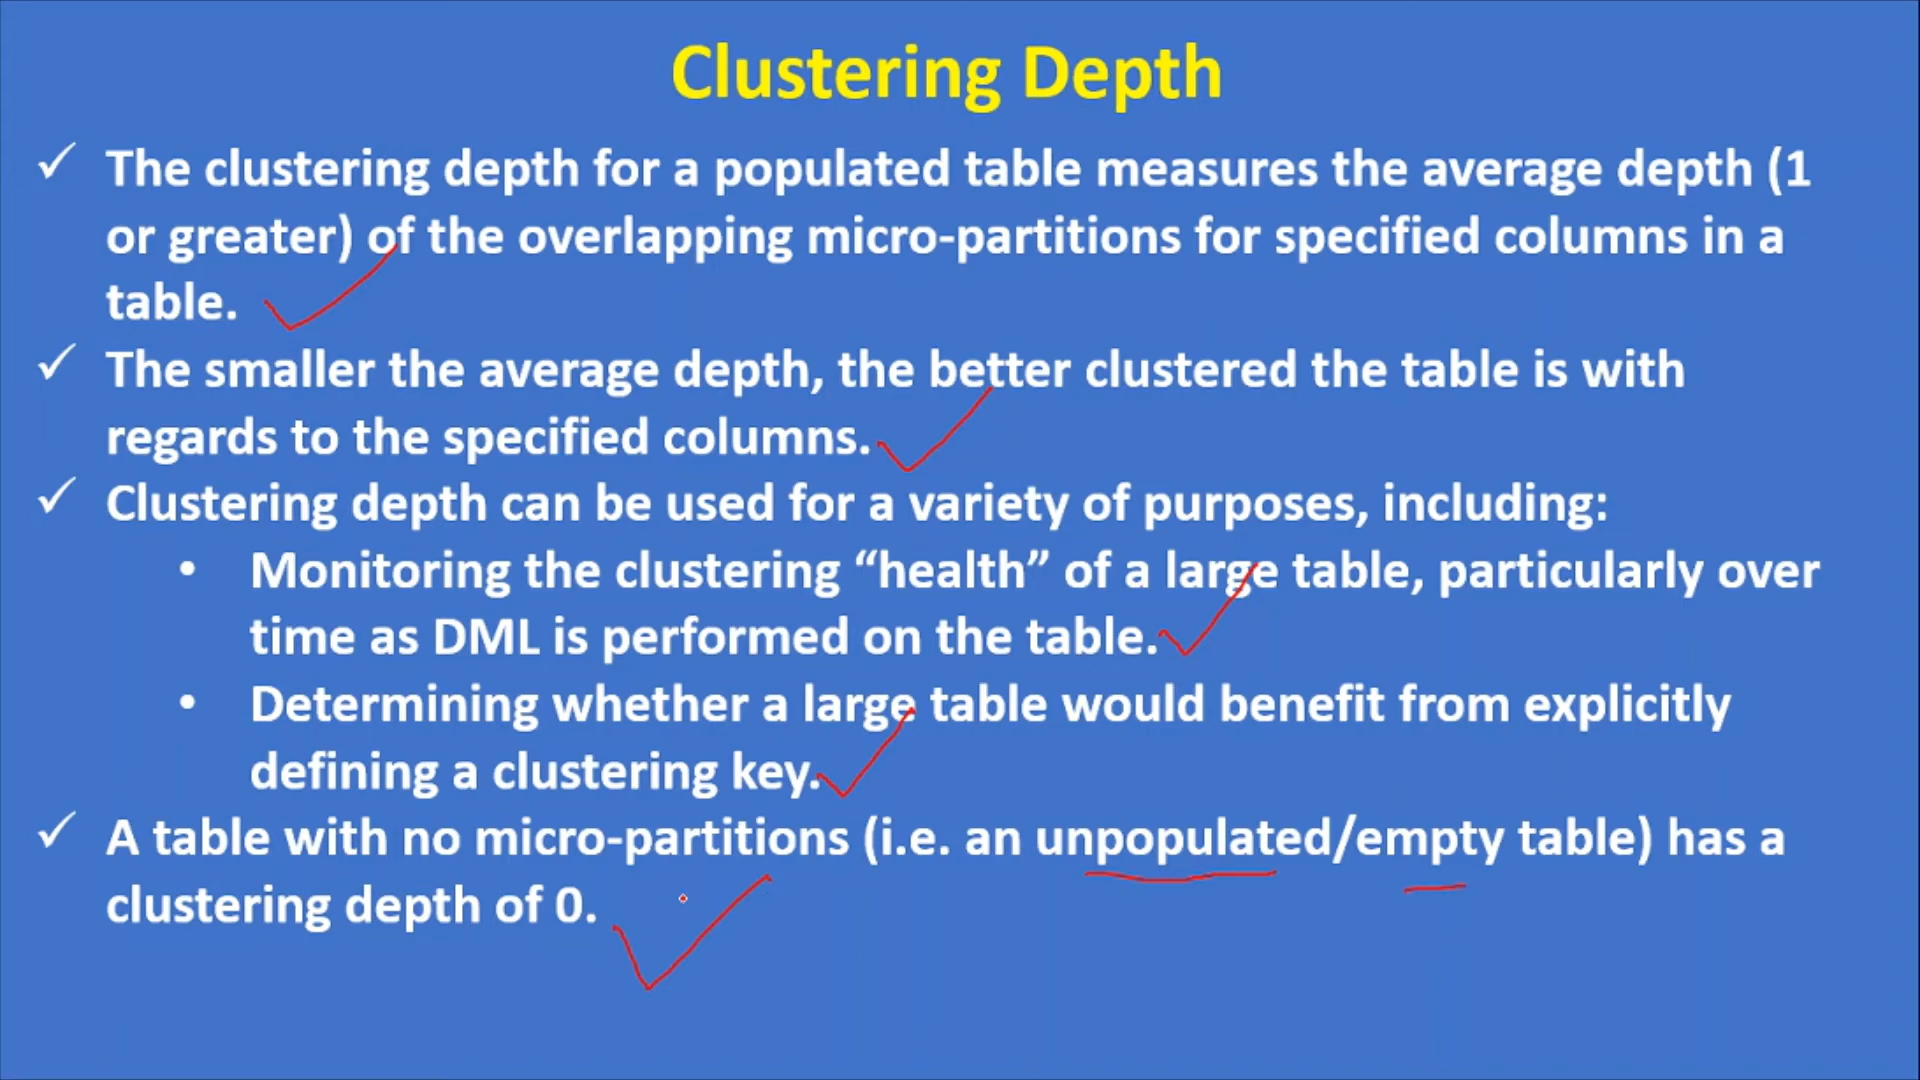 Clustering Depth
✓ The clustering depth for a populated table measures the average depth (1
or greater) of the overlapping micro-partitions for specified columns in a
table.
✓ The smaller the average depth, the better clustered the table is with
regards to the specified columns.
✓ Clustering depth can be used for a variety of purposes, including:
• Monitoring the clustering “health” of a large table, particularly over
time as DML is performed on the table.
• Determining whether a large table would benefit from explicitly
defining a clustering key.
✓ A table with no micro-partitions (i.e. an unpopulated/empty table) has a
clustering depth of 0.